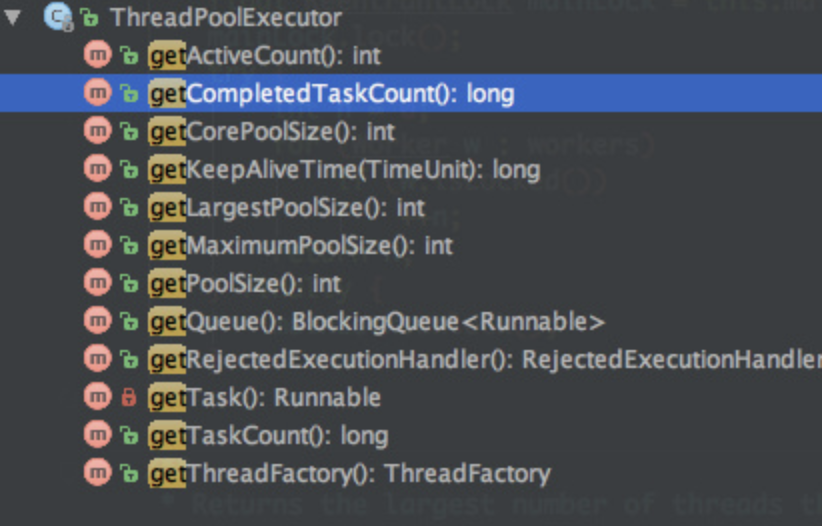 ThreadPoolExecutor
getActiveCount(): int
getCompletedTaskCount(): long
getCorePoolSize(): int
getKeepAliveTime(TimeUnit): long
getLargestPoolSize(): int
getMaximumPoolSize(): int
getPoolSize(): int
getQueue(): BlockingQueue<Runnable>
getRejectedExecutionHandler(): RejectedExecutionHandler
getTask(): Runnable
getTaskCount(): long
getThreadFactory(): ThreadFactory
* Returns the largest number of threads